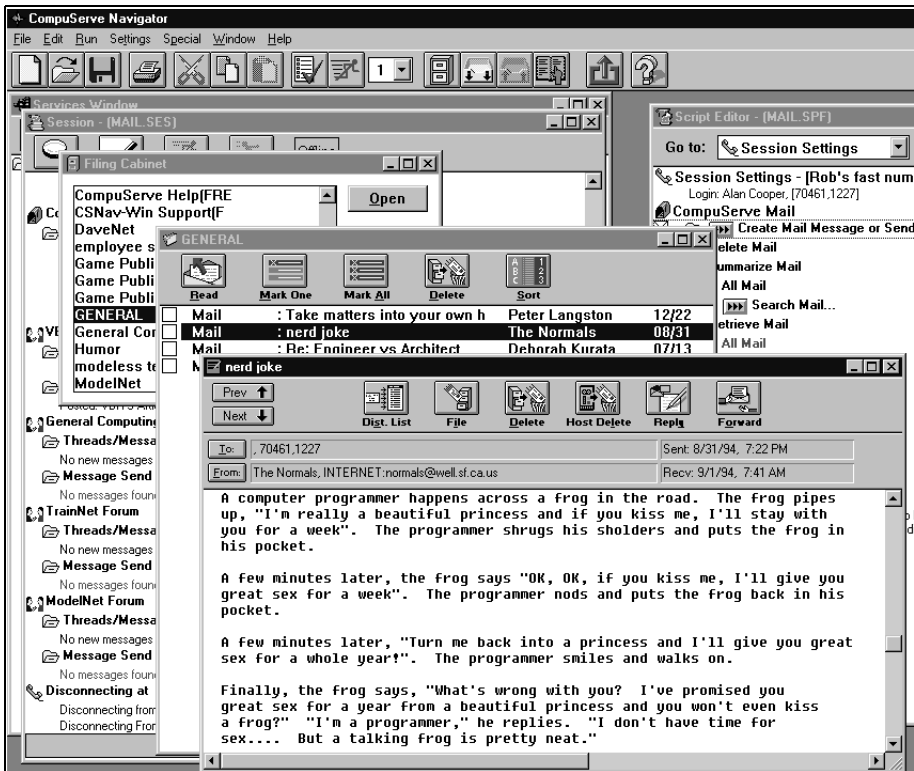 CompuServe Navigator
File Edit Run Settings Special Window Help
1
Services Window
Session - (MAIL.SES)
Script Editor - (MAIL.SPF)
Go to: Session Settings
Session Settings - [Rob's fast num
Login: Alan Cooper, [70461,1227]
CompuServe Mail
Create Mail Message or Send
elete Mail
ummarize Mail
All Mail
Search Mail...
etrieve Mail
All Mail
Filing Cabinet
CompuServe Help[FRE
CSNav-Win Support[F
DaveNet
employee s
Game Publi
Game Publi
Game Publi
GENERAL
General Cor
Humor
modeless te
ModelNet
Open
GENERAL
Read Mark One Mark All Delete Sort
A B C 1 2 3
Mail : Take matters into your own h Peter Langston 12/22
Mail : nerd joke The Normals 08/31
Mail : Re: Engineer vs Architect Deborah Kurata 07/13
M
nerd joke
Prev
Next
Dist. List File Delete Host Delete Reply Forward
To: , 70461,1227 Sent: 8/31/94, 7:22 PM
From: The Normals, INTERNET:normals@well.sf.ca.us Recv: 9/1/94, 7:41 AM
A computer programmer happens across a frog in the road. The frog pipes
up, "I'm really a beautiful princess and if you kiss me, I'll stay with
you for a week". The programmer shrugs his sholders and puts the frog in
his pocket.
A few minutes later, the frog says "OK, OK, if you kiss me, I'll give you
great sex for a week". The programmer nods and puts the frog back in his
pocket.
A few minutes later, "Turn me back into a princess and I'll give you great
sex for a whole year!". The programmer smiles and walks on.
Finally, the frog says, "What's wrong with you? I've promised you
great sex for a year from a beautiful princess and you won't even kiss
a frog?" "I'm a programmer," he replies. "I don't have time for
sex.... But a talking frog is pretty neat."
Co
VE
General Computing
Threads/Messa
No new messages
Message Send
No messages foun
TrainNet Forum
Threads/Messa
No new messages
Message Send
No messages foun
ModelNet Forum
Threads/Messa
No new messages
Message Send
No messages foun
Disconnecting at
Disconnecting from
Disconnecting From